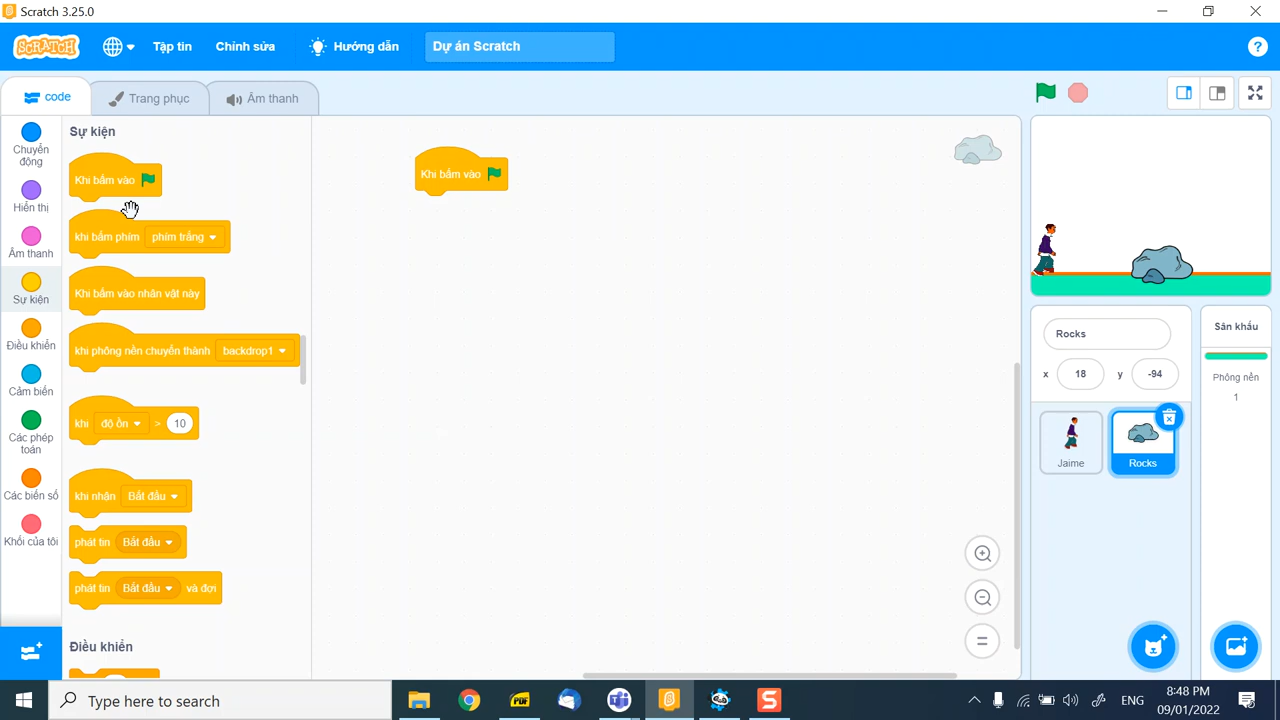 Scratch 3.25.0
SCRATCH
Tập tin
Chỉnh sửa
Hướng dẫn
Dự án Scratch
code
Trang phục
Âm thanh
Chuyển động
Hiển thị
Âm thanh
Sự kiện
Điều khiển
Cảm biến
Các phép toán
Các biến số
Khối của tôi
Sự kiện
Khi bấm vào
khi bấm phím phím trắng
Khi bấm vào nhân vật này
khi phông nền chuyển thành backdrop1
khi độ ồn > 10
khi nhận Bắt đầu
phát tin Bắt đầu
phát tin Bắt đầu và đợi
Điều khiển
Khi bấm vào
Rocks
x 18 y -94
Jaime
Rocks
Sân khấu
Phông nền
1
Type here to search
PDF
ENG
8:48 PM
09/01/2022